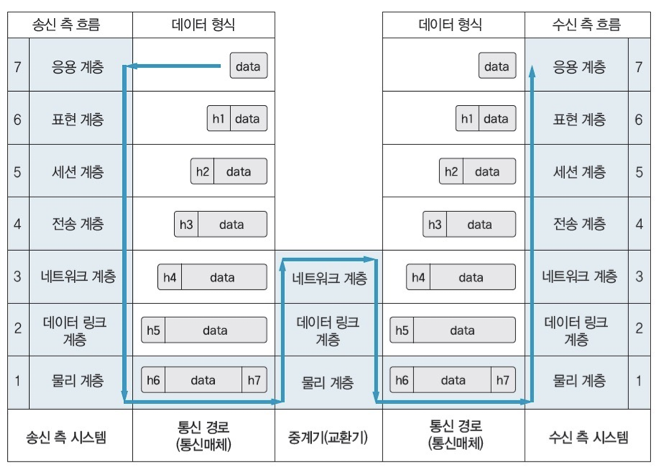 송신 측 흐름 데이터 형식 데이터 형식 수신 측 흐름
7 응용 계층 data data 응용 계층 7
6 표현 계층 h1 data h1 data 표현 계층 6
5 세션 계층 h2 data h2 data 세션 계층 5
4 전송 계층 h3 data h3 data 전송 계층 4
3 네트워크 계층 h4 data 네트워크 계층 h4 data 네트워크 계층 3
2 데이터 링크 계층 h5 data 데이터 링크 계층 h5 data 데이터 링크 계층 2
1 물리 계층 h6 data h7 물리 계층 h6 data h7 물리 계층 1
송신 측 시스템 통신 경로 (통신매체) 중계기(교환기) 통신 경로 (통신매체) 수신 측 시스템